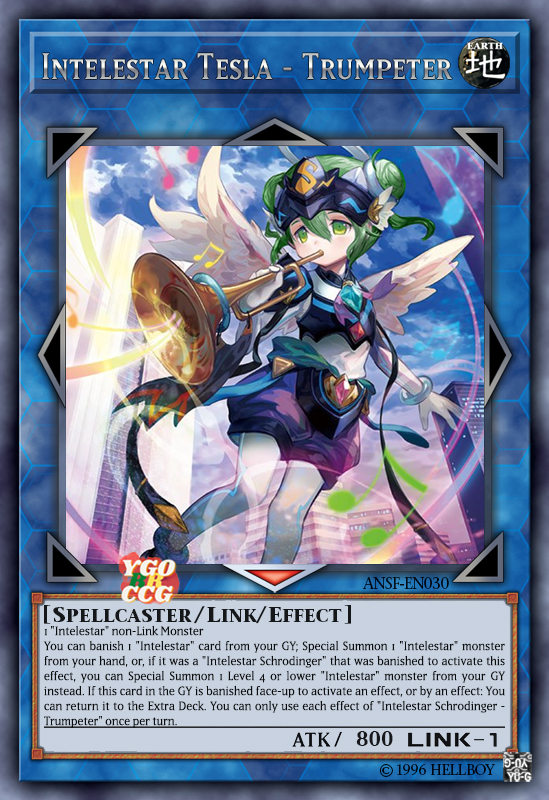 INTELESTAR TESLA - TRUMPETER
EARTH
地
S
YGO
CCG
ANSF-EN030
[SPELLCASTER/LINK/EFFECT]
1 "Intelestar" non-Link Monster
You can banish 1 "Intelestar" card from your GY; Special Summon 1 "Intelestar" monster
from your hand, or, if it was a "Intelestar Schrodinger" that was banished to activate this
effect, you can Special Summon 1 Level 4 or lower "Intelestar" monster from your GY
instead. If this card in the GY is banished face-up to activate an effect, or by an effect: You
can return it to the Extra Deck. You can only use each effect of "Intelestar Schrodinger -
Trumpeter" once per turn.
ATK/ 800 LINK-1
© 1996 HELLBOY
YU-G